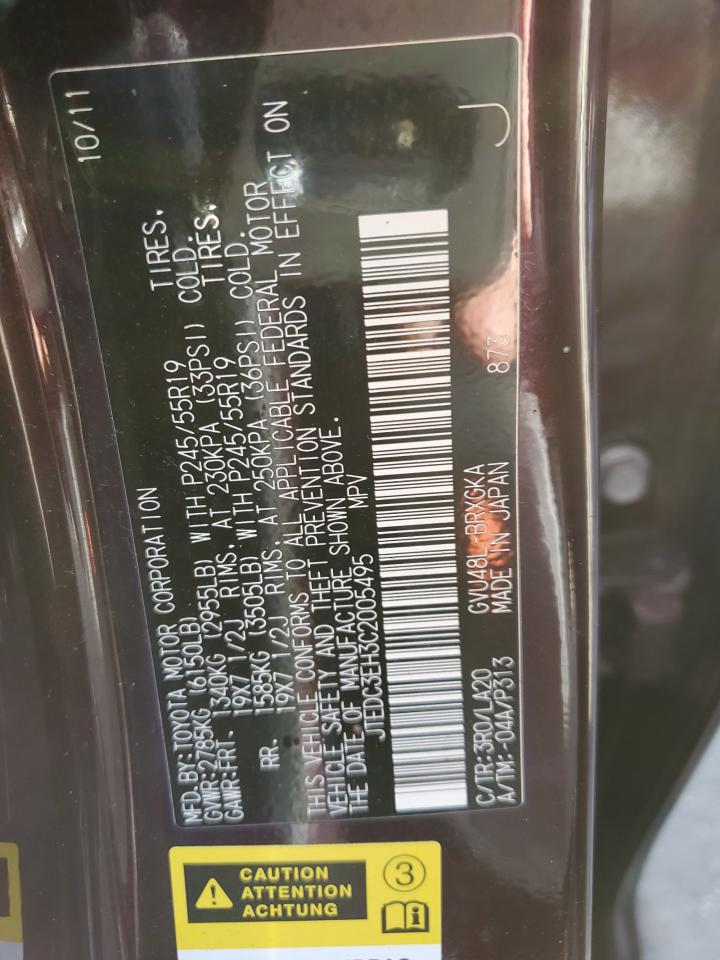 MFD.BY:TOYOTA MOTOR CORPORATION 10/11
GVWR:2785KG (6150LB)
GAWR:FRT. 1340KG (2955LB) WITH P245/55R19 TIRES,
19X7 1/2J RIMS, AT 230KPA (33PSI) COLD.
RR. 1585KG (3505LB) WITH P245/55R19 TIRES,
19X7 1/2J RIMS, AT 250KPA (36PSI) COLD.
THIS VEHICLE CONFORMS TO ALL APPLICABLE FEDERAL MOTOR
VEHICLE SAFETY AND THEFT PREVENTION STANDARDS IN EFFECT ON
THE DATE OF MANUFACTURE SHOWN ABOVE.
JTEDC3EH3C2005495 MPV
C/TR:3R0/LA20 GVU48L-BRXGKA
A/TM:-04A/P313 MADE IN JAPAN 873
J
CAUTION
ATTENTION
ACHTUNG
3